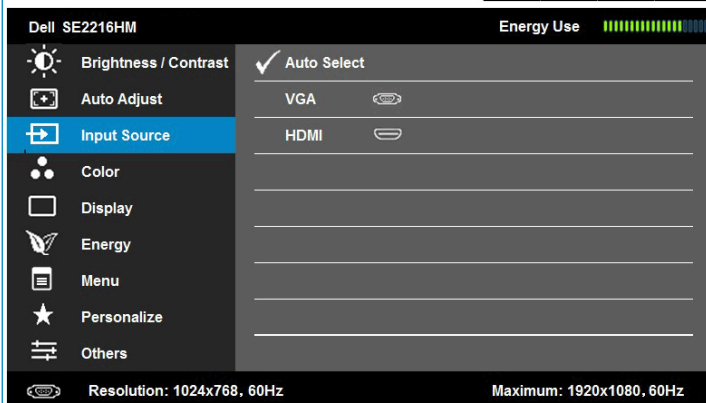 Dell SE2216HM Energy Use
Brightness / Contrast Auto Select
Auto Adjust VGA
Input Source HDMI
Color
Display
Energy
Menu
Personalize
Others
Resolution: 1024x768, 60Hz Maximum: 1920x1080, 60Hz